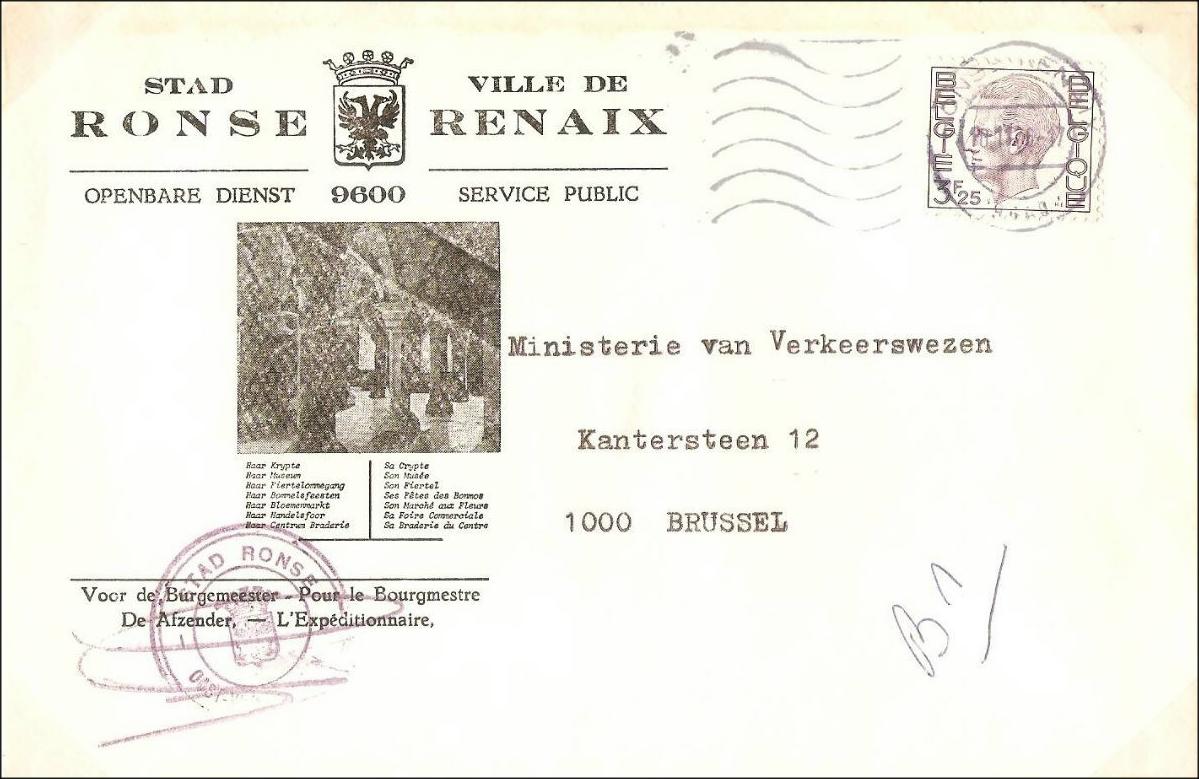 STAD
RONSE
VILLE DE
RENAIX
OPENBARE DIENST 9600 SERVICE PUBLIC
BELGIE
BELGIQUE
3F25
Ministerie van Verkeerswezen
Kantersteen 12
1000 BRUSSEL
Haar Krypte
Haar Museum
Haar Fiertelommegang
Haar Bommelsfeesten
Haar Bloemenmarkt
Haar Handelsfoor
Haar Centrum Braderie
Sa Crypte
Son Musée
Son Fiertel
Ses Fêtes des Bonmos
Son Marché aux Fleurs
Sa Foire Commerciale
Sa Braderie du Centre
STAD RONSE
Voor de Burgemeester - Pour le Bourgmestre
De Afzender, — L'Expéditionnaire,